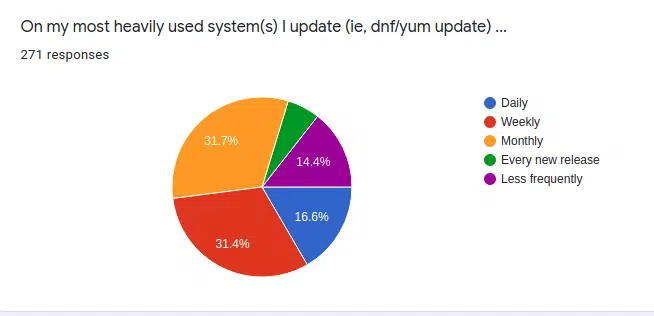 On my most heavily used system(s) I update (ie, dnf/yum update) ...
271 responses
31.7%
14.4%
16.6%
31.4%
Daily
Weekly
Monthly
Every new release
Less frequently